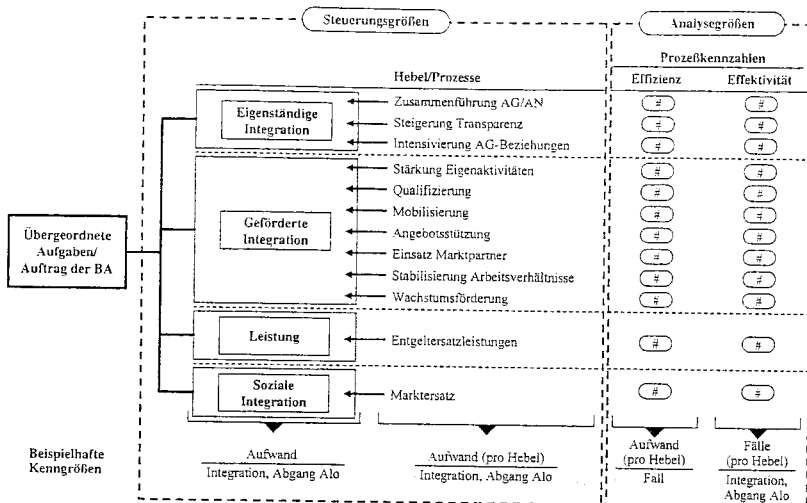 Steuerungsgrößen
Analysegrößen
Prozeßkennzahlen
Hebel/Prozesse
Effizienz
Effektivität
Übergeordnete
Aufgaben/
Auftrag der BA
Eigenständige
Integration
Zusammenführung AG/AN
# #
Steigerung Transparenz
# #
Intensivierung AG-Beziehungen
# #
Geförderte
Integration
Stärkung Eigenaktivitäten
# #
Qualifizierung
# #
Mobilisierung
# #
Angebotsstützung
# #
Einsatz Marktpartner
# #
Stabilisierung Arbeitsverhältnisse
# #
Wachstumsförderung
# #
Leistung
Entgeltersatzleistungen
# #
Soziale
Integration
Marktersatz
# #
Beispielhafte
Kenngrößen
Aufwand
Integration, Abgang Alo
Aufwand (pro Hebel)
Integration, Abgang Alo
Aufwand
(pro Hebel)
Fall
Fälle
(pro Hebel)
Integration,
Abgang Alo